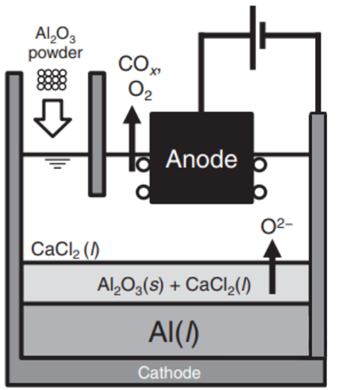 Al₂O₃
powder
COₓ,
O₂
Anode
O²⁻
CaCl₂ (l)
Al₂O₃(s) + CaCl₂(l)
Al(l)
Cathode